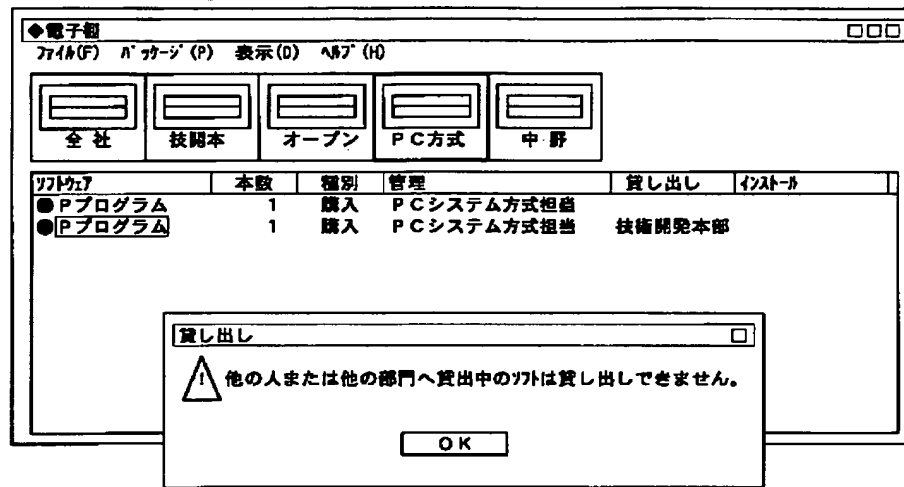 ◆電子棚
ﾌｧｲﾙ(F) ﾊﾟｯｹｰｼﾞ(P) 表示(D) ﾍﾙﾌﾟ(H)
全社 技開本 オープン PC方式 中野
ｿﾌﾄｳｪｱ 本数 種別 管理 貸し出し ｲﾝｽﾄｰﾙ
●Pプログラム 1 購入 PCシステム方式担当
●Pプログラム 1 購入 PCシステム方式担当 技術開発本部
貸し出し
! 他の人または他の部門へ貸出中のｿﾌﾄは貸し出しできません。
OK